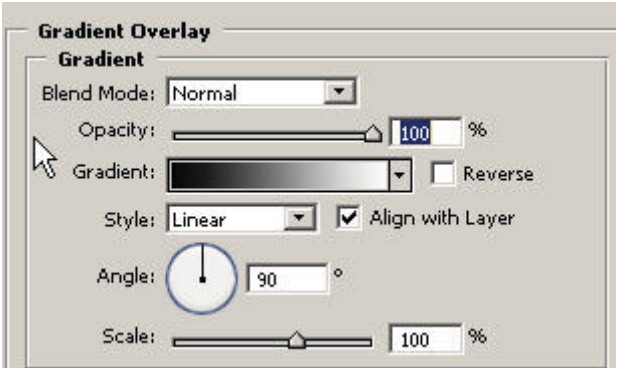 Gradient Overlay
Gradient
Blend Mode: Normal
Opacity: 100 %
Gradient: Reverse
Style: Linear Align with Layer
Angle: 90 °
Scale: 100 %